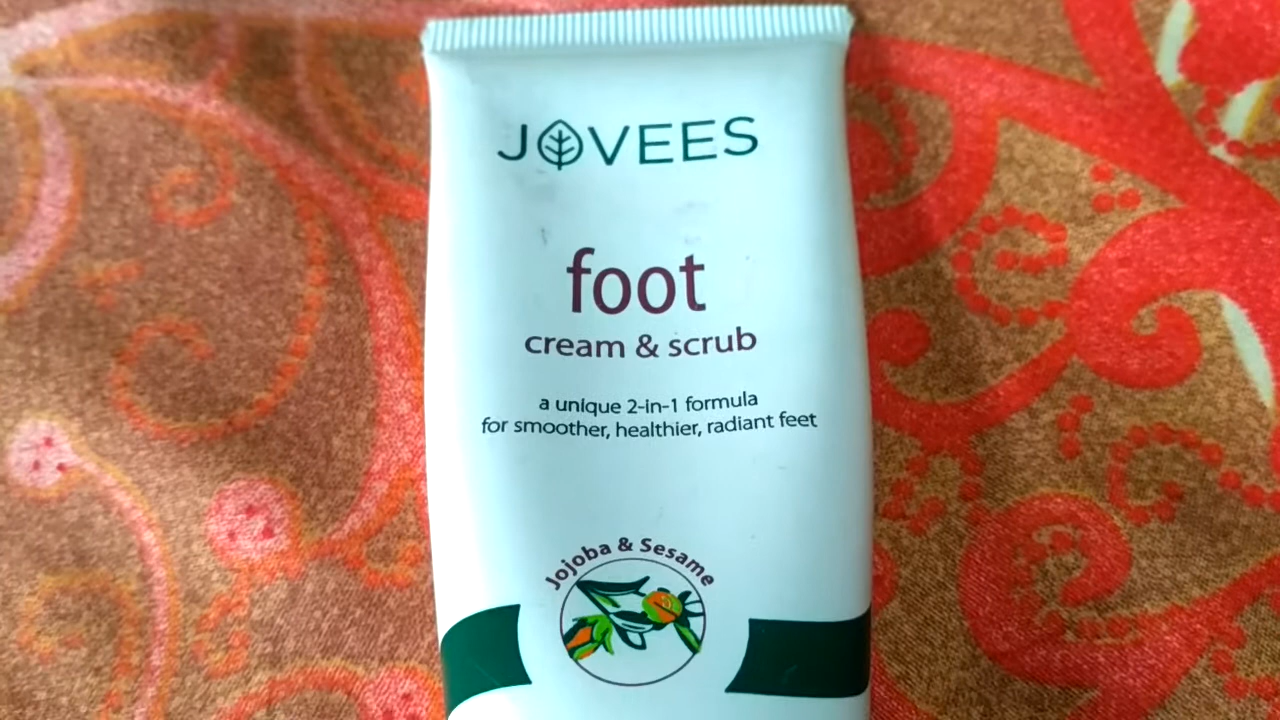 JOVEES
foot
cream & scrub
a unique 2-in-1 formula
for smoother, healthier, radiant feet
Jojoba & Sesame